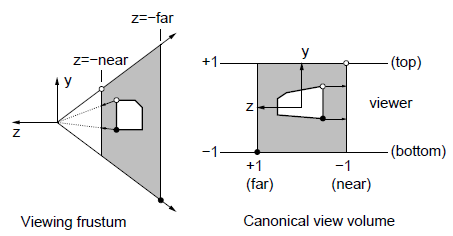 z=−far
z=−near
y
z
Viewing frustum
y
+1
(top)
z
viewer
−1
(bottom)
+1
−1
(far)
(near)
Canonical view volume